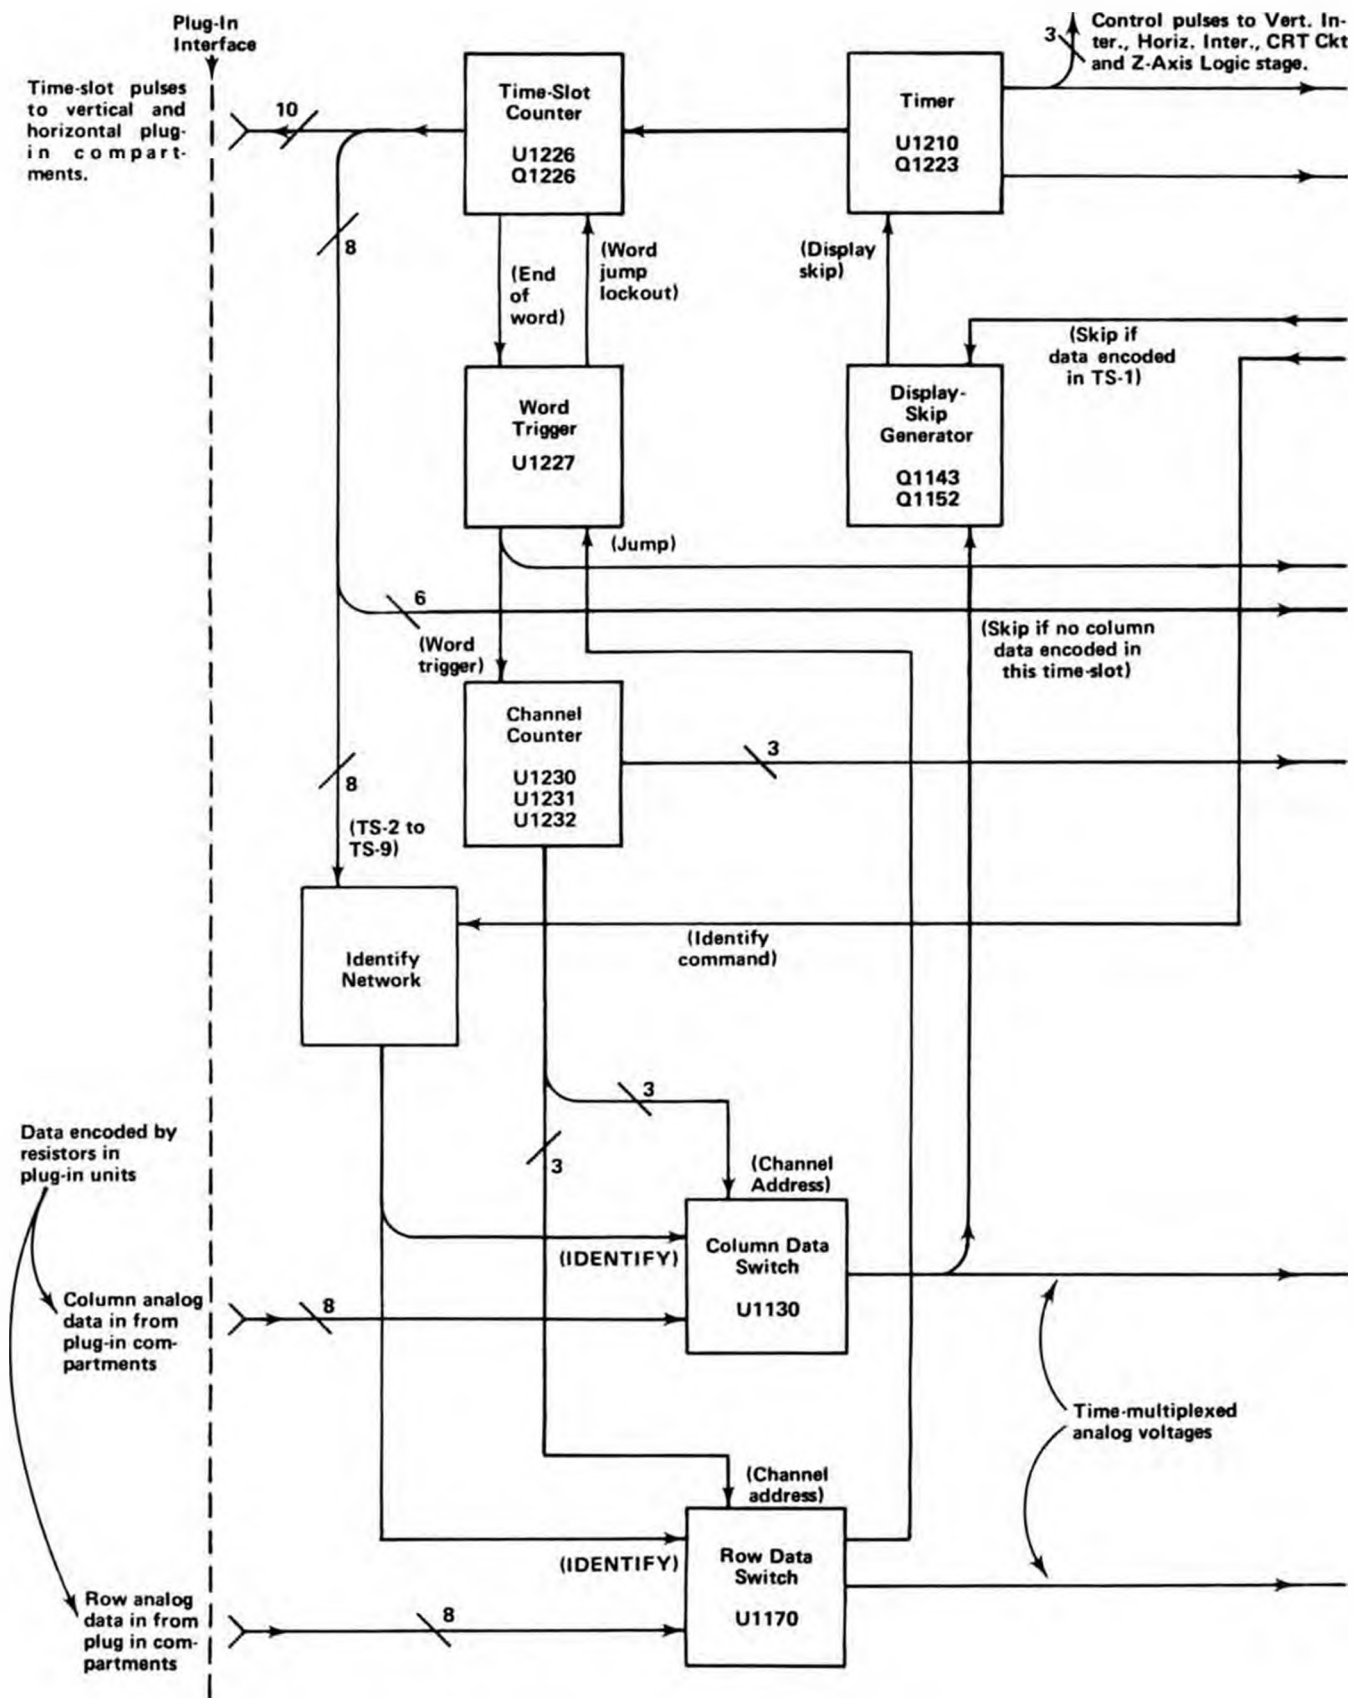 Plug-In
Interface
Time-slot pulses
to vertical and
horizontal plug-
in compart-
ments.
10
Time-Slot
Counter
U1226
Q1226
Timer
U1210
Q1223
3
Control pulses to Vert. In-
ter., Horiz. Inter., CRT Ckt
and Z-Axis Logic stage.
8
(End
of
word)
(Word
jump
lockout)
(Display
skip)
(Skip if
data encoded
in TS-1)
Word
Trigger
U1227
Display-
Skip
Generator
Q1143
Q1152
(Jump)
6
(Word
trigger)
(Skip if no column
data encoded in
this time-slot)
Channel
Counter
U1230
U1231
U1232
3
8
(TS-2 to
TS-9)
Identify
Network
(Identify
command)
3
3
Data encoded by
resistors in
plug-in units
(Channel
Address)
(IDENTIFY)
Column Data
Switch
U1130
Column analog
data in from
plug-in com-
partments
8
Time-multiplexed
analog voltages
(Channel
address)
(IDENTIFY)
Row Data
Switch
U1170
Row analog
data in from
plug in com-
partments
8